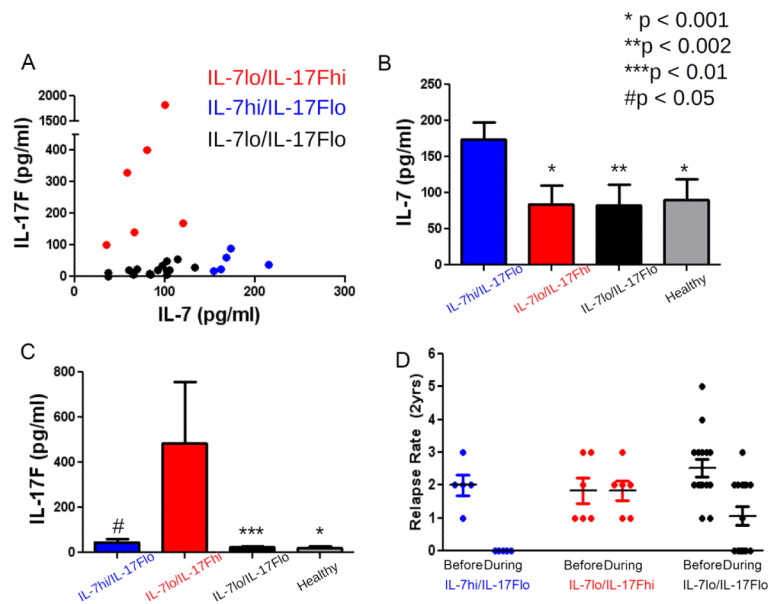 * p < 0.001
**p < 0.002
***p < 0.01
#p < 0.05
A
IL-7lo/IL-17Fhi
IL-7hi/IL-17Flo
IL-7lo/IL-17Flo
IL-17F (pg/ml)
2000
1500
500
400
300
200
100
0
0
100
200
300
IL-7 (pg/ml)
B
IL-7 (pg/ml)
250
200
150
100
50
0
*
**
*
IL-7hi/IL-17Flo
IL-7lo/IL-17Fhi
IL-7lo/IL-17Flo
Healthy
C
IL-17F (pg/ml)
800
600
400
200
0
#
***
*
IL-7hi/IL-17Flo
IL-7lo/IL-17Fhi
IL-7lo/IL-17Flo
Healthy
D
Relapse Rate (2yrs)
6
5
4
3
2
1
0
Before During Before During Before During
IL-7hi/IL-17Flo IL-7lo/IL-17Fhi IL-7lo/IL-17Flo